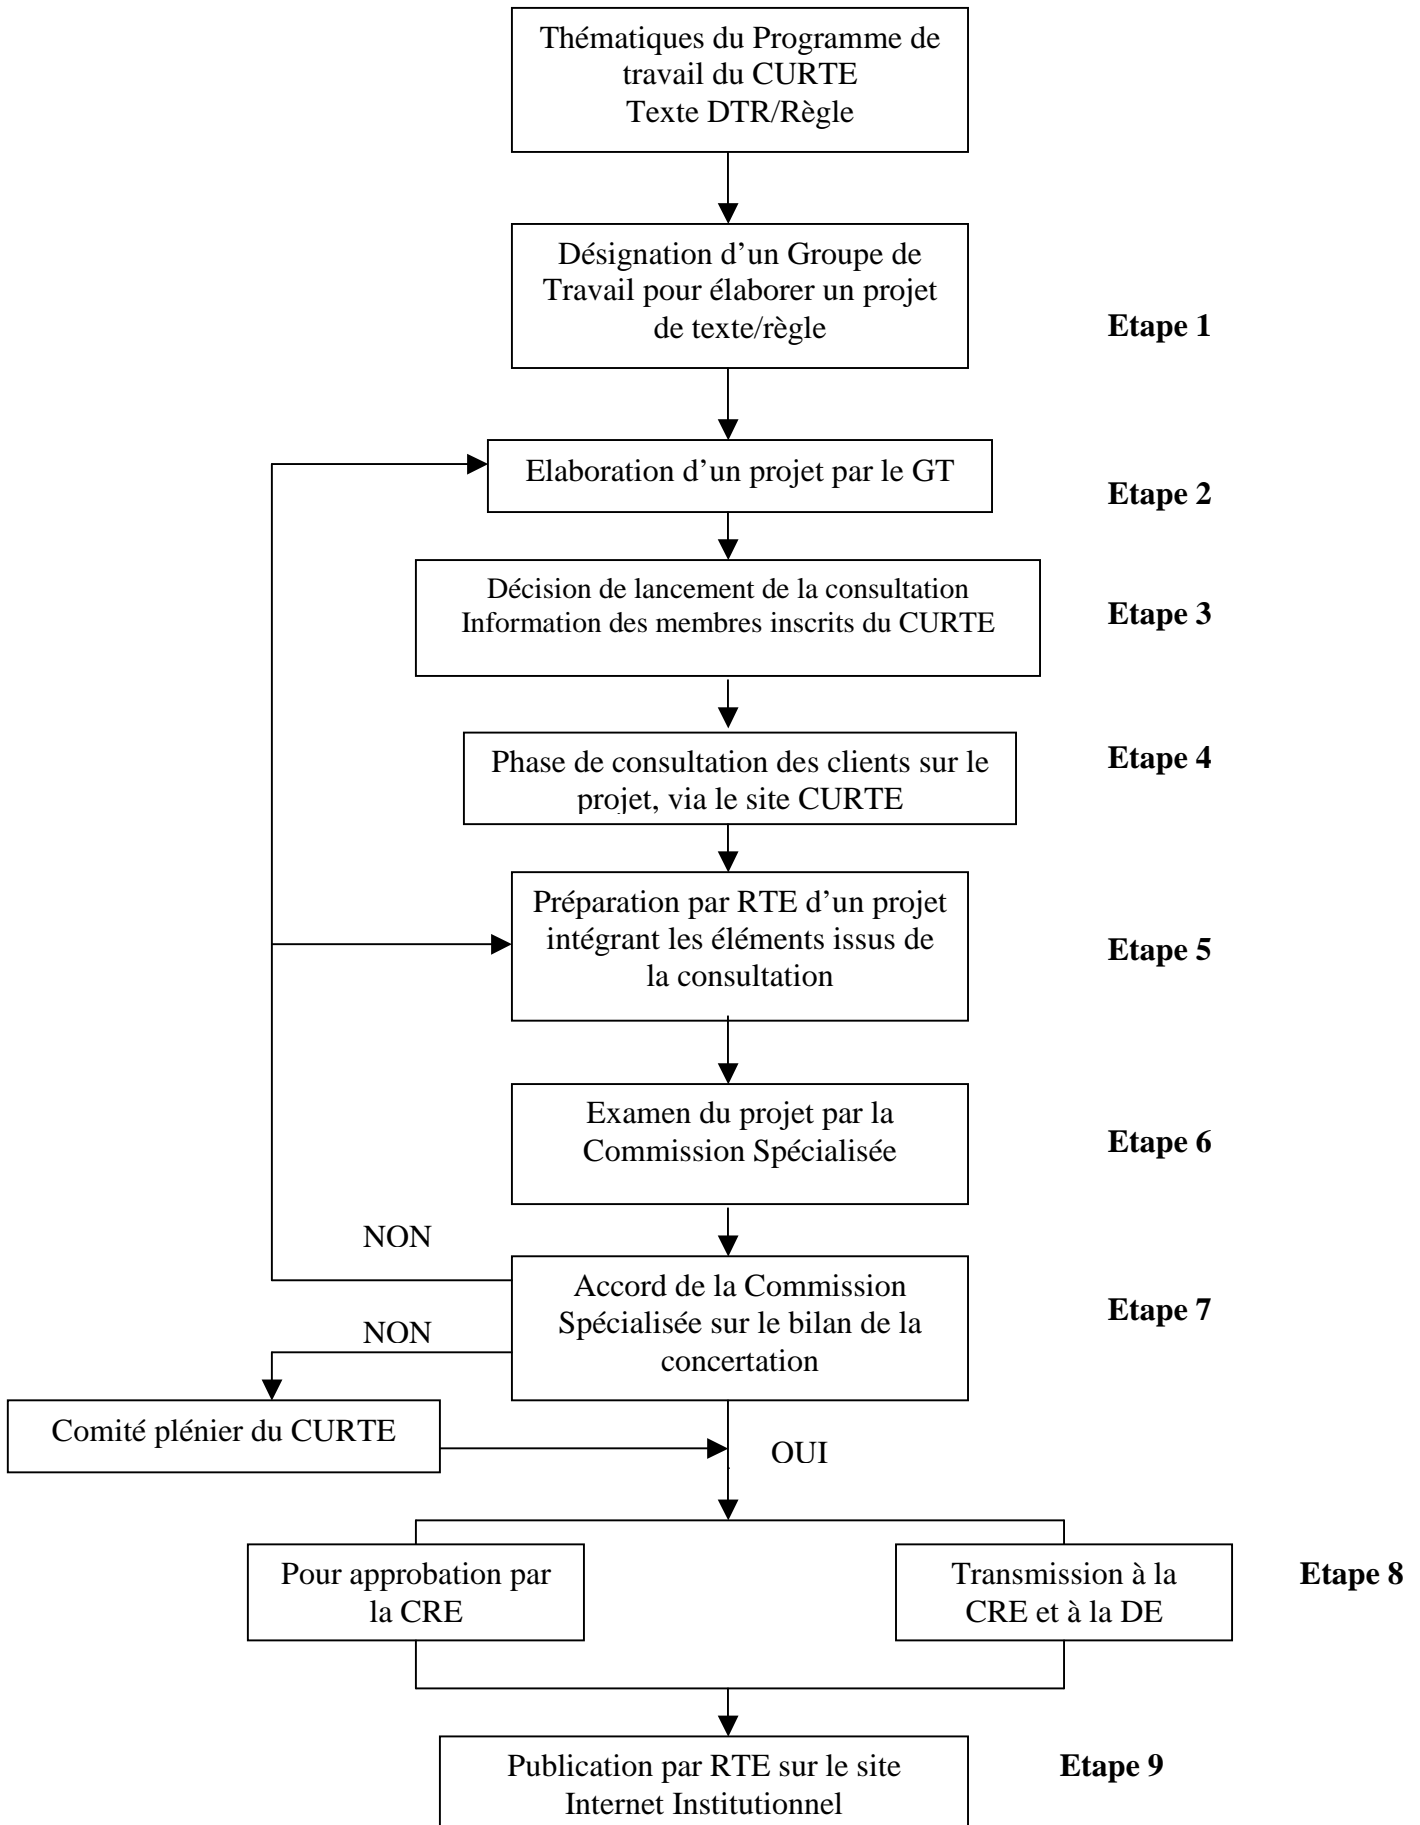 Thématiques du Programme de
travail du CURTE
Texte DTR/Règle
Désignation d’un Groupe de
Travail pour élaborer un projet
de texte/règle
Etape 1
Elaboration d’un projet par le GT
Etape 2
Décision de lancement de la consultation
Information des membres inscrits du CURTE
Etape 3
Phase de consultation des clients sur le
projet, via le site CURTE
Etape 4
Préparation par RTE d’un projet
intégrant les éléments issus de
la consultation
Etape 5
Examen du projet par la
Commission Spécialisée
Etape 6
NON
Accord de la Commission
Spécialisée sur le bilan de la
concertation
Etape 7
NON
Comité plénier du CURTE
OUI
Pour approbation par
la CRE
Transmission à la
CRE et à la DE
Etape 8
Publication par RTE sur le site
Internet Institutionnel
Etape 9